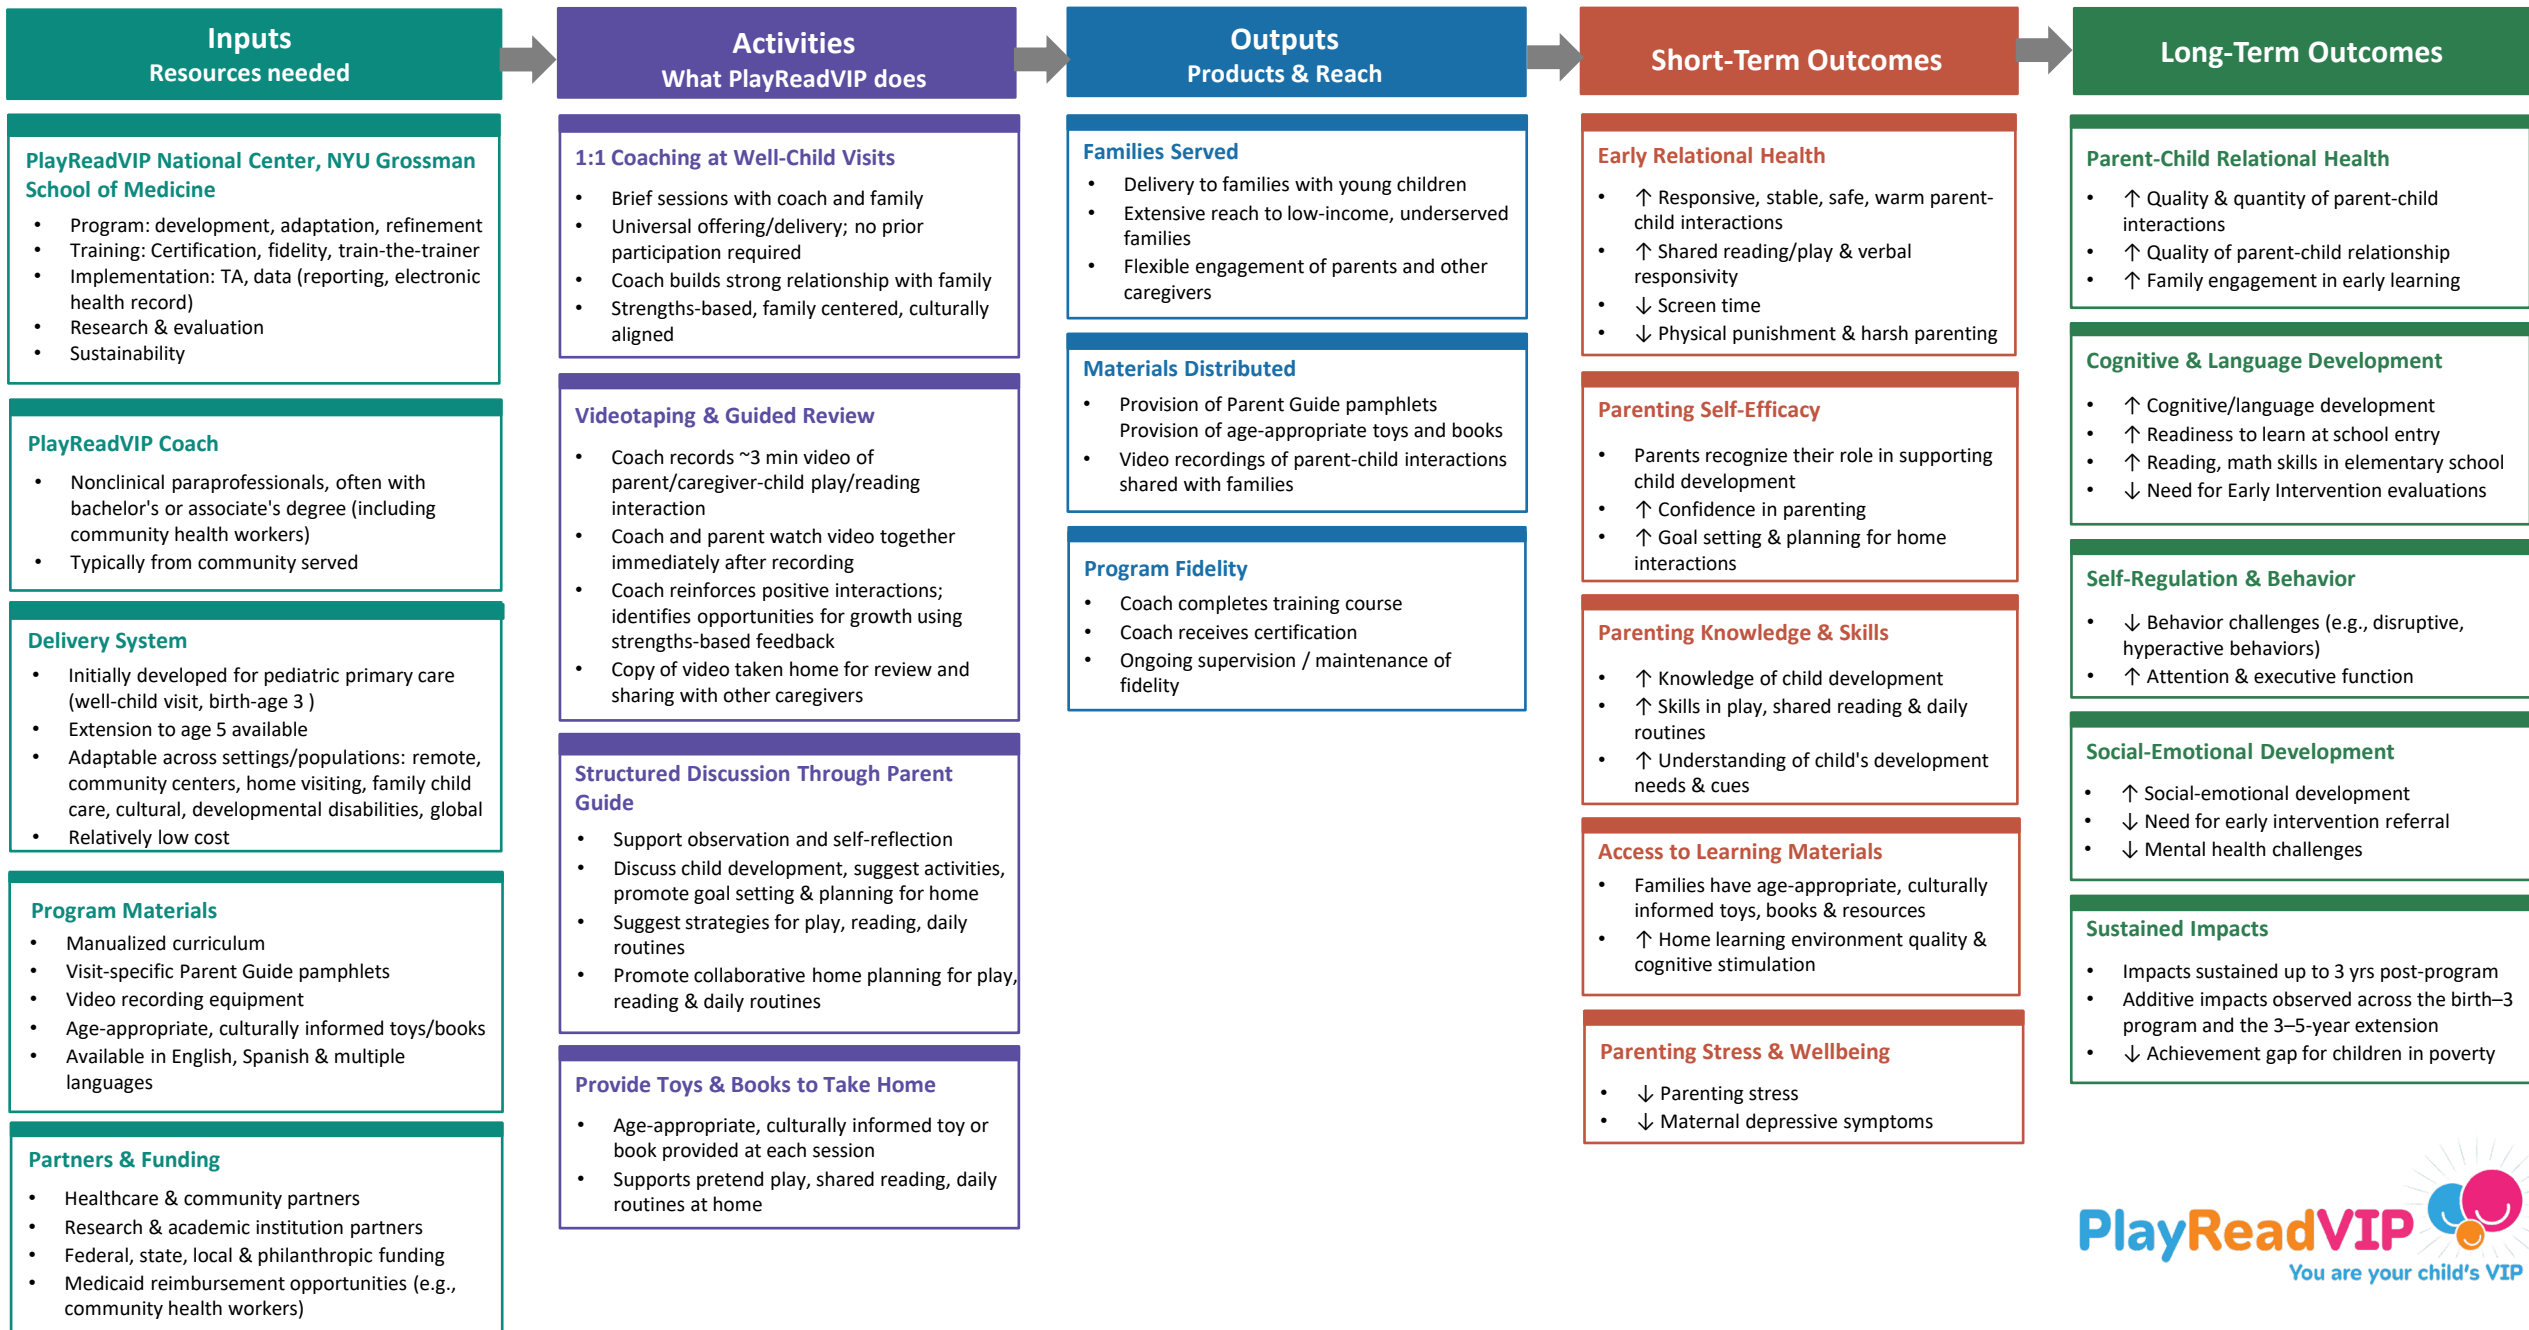 Inputs
Resources needed
PlayReadVIP National Center, NYU Grossman
School of Medicine
• Program: development, adaptation, refinement
• Training: Certification, fidelity, train-the-trainer
• Implementation: TA, data (reporting, electronic
health record)
• Research & evaluation
• Sustainability
PlayReadVIP Coach
• Nonclinical paraprofessionals, often with
bachelor's or associate's degree (including
community health workers)
• Typically from community served
Delivery System
• Initially developed for pediatric primary care
(well-child visit, birth-age 3 )
• Extension to age 5 available
• Adaptable across settings/populations: remote,
community centers, home visiting, family child
care, cultural, developmental disabilities, global
• Relatively low cost
Program Materials
• Manualized curriculum
• Visit-specific Parent Guide pamphlets
• Video recording equipment
• Age-appropriate, culturally informed toys/books
• Available in English, Spanish & multiple
languages
Partners & Funding
• Healthcare & community partners
• Research & academic institution partners
• Federal, state, local & philanthropic funding
• Medicaid reimbursement opportunities (e.g.,
community health workers)
Activities
What PlayReadVIP does
1:1 Coaching at Well-Child Visits
• Brief sessions with coach and family
• Universal offering/delivery; no prior
participation required
• Coach builds strong relationship with family
• Strengths-based, family centered, culturally
aligned
Videotaping & Guided Review
• Coach records ~3 min video of
parent/caregiver-child play/reading
interaction
• Coach and parent watch video together
immediately after recording
• Coach reinforces positive interactions;
identifies opportunities for growth using
strengths-based feedback
• Copy of video taken home for review and
sharing with other caregivers
Structured Discussion Through Parent
Guide
• Support observation and self-reflection
• Discuss child development, suggest activities,
promote goal setting & planning for home
• Suggest strategies for play, reading, daily
routines
• Promote collaborative home planning for play,
reading & daily routines
Provide Toys & Books to Take Home
• Age-appropriate, culturally informed toy or
book provided at each session
• Supports pretend play, shared reading, daily
routines at home
Outputs
Products & Reach
Families Served
• Delivery to families with young children
• Extensive reach to low-income, underserved
families
• Flexible engagement of parents and other
caregivers
Materials Distributed
• Provision of Parent Guide pamphlets
Provision of age-appropriate toys and books
• Video recordings of parent-child interactions
shared with families
Program Fidelity
• Coach completes training course
• Coach receives certification
• Ongoing supervision / maintenance of
fidelity
Short-Term Outcomes
Early Relational Health
• ↑ Responsive, stable, safe, warm parent-
child interactions
• ↑ Shared reading/play & verbal
responsivity
• ↓ Screen time
• ↓ Physical punishment & harsh parenting
Parenting Self-Efficacy
• Parents recognize their role in supporting
child development
• ↑ Confidence in parenting
• ↑ Goal setting & planning for home
interactions
Parenting Knowledge & Skills
• ↑ Knowledge of child development
• ↑ Skills in play, shared reading & daily
routines
• ↑ Understanding of child's development
needs & cues
Access to Learning Materials
• Families have age-appropriate, culturally
informed toys, books & resources
• ↑ Home learning environment quality &
cognitive stimulation
Parenting Stress & Wellbeing
• ↓ Parenting stress
• ↓ Maternal depressive symptoms
Long-Term Outcomes
Parent-Child Relational Health
• ↑ Quality & quantity of parent-child
interactions
• ↑ Quality of parent-child relationship
• ↑ Family engagement in early learning
Cognitive & Language Development
• ↑ Cognitive/language development
• ↑ Readiness to learn at school entry
• ↑ Reading, math skills in elementary school
• ↓ Need for Early Intervention evaluations
Self-Regulation & Behavior
• ↓ Behavior challenges (e.g., disruptive,
hyperactive behaviors)
• ↑ Attention & executive function
Social-Emotional Development
• ↑ Social-emotional development
• ↓ Need for early intervention referral
• ↓ Mental health challenges
Sustained Impacts
• Impacts sustained up to 3 yrs post-program
• Additive impacts observed across the birth–3
program and the 3–5-year extension
• ↓ Achievement gap for children in poverty
PlayReadVIP
You are your child's VIP